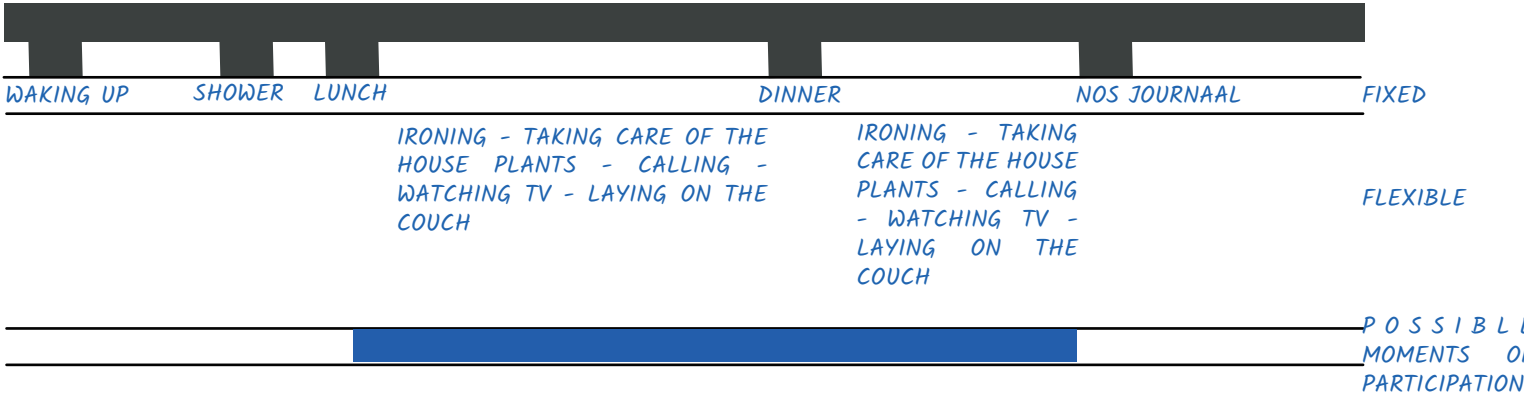 WAKING UP SHOWER LUNCH DINNER NOS JOURNAAL FIXED
IRONING - TAKING CARE OF THE
HOUSE PLANTS - CALLING -
WATCHING TV - LAYING ON THE
COUCH
IRONING - TAKING
CARE OF THE HOUSE
PLANTS - CALLING
- WATCHING TV -
LAYING ON THE
COUCH
FLEXIBLE
POSSIBLE
MOMENTS OF
PARTICIPATION